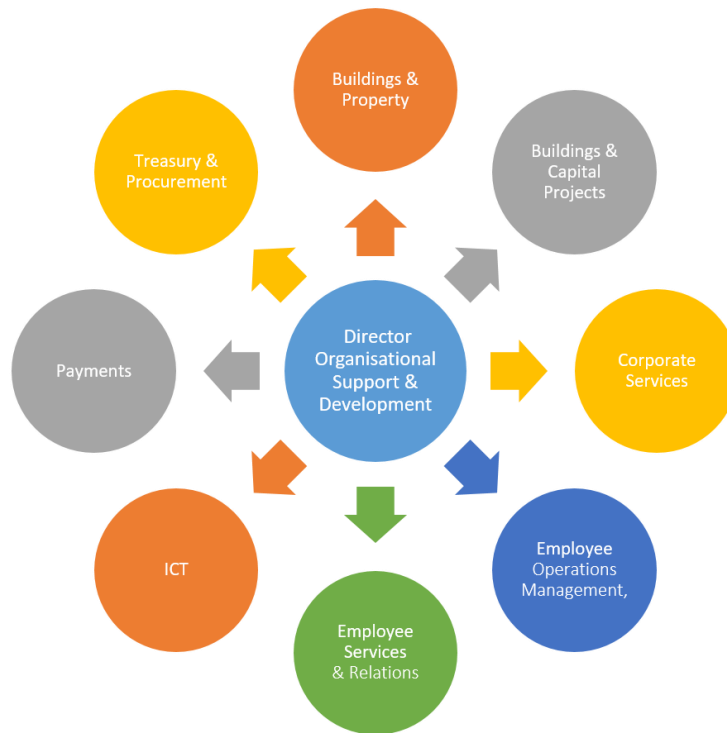 Buildings &
Property
Buildings &
Capital
Projects
Corporate
Services
Employee
Operations
Management,
Employee
Services
& Relations
ICT
Payments
Treasury &
Procurement
Director
Organisational
Support &
Development